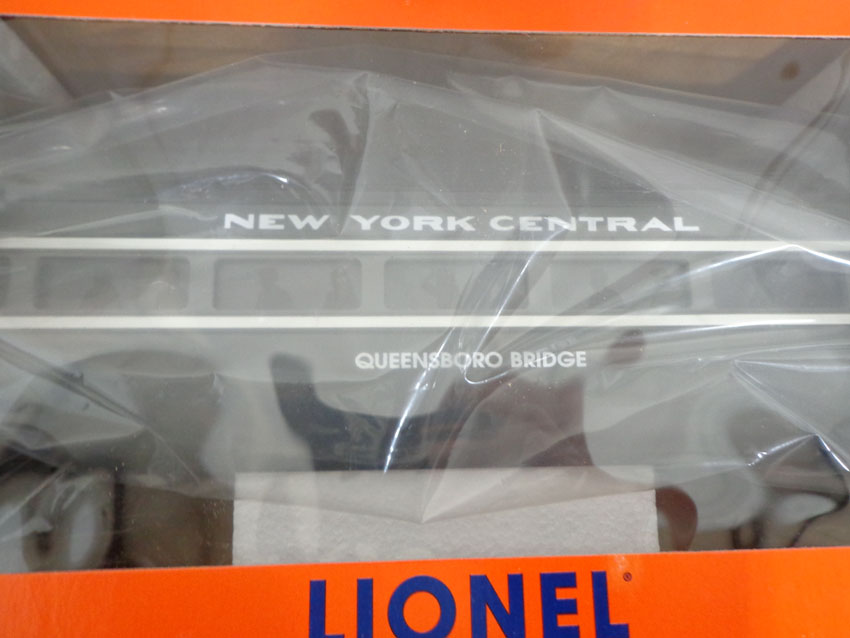 NEW YORK CENTRAL
QUEENSBORO BRIDGE
LIONEL®